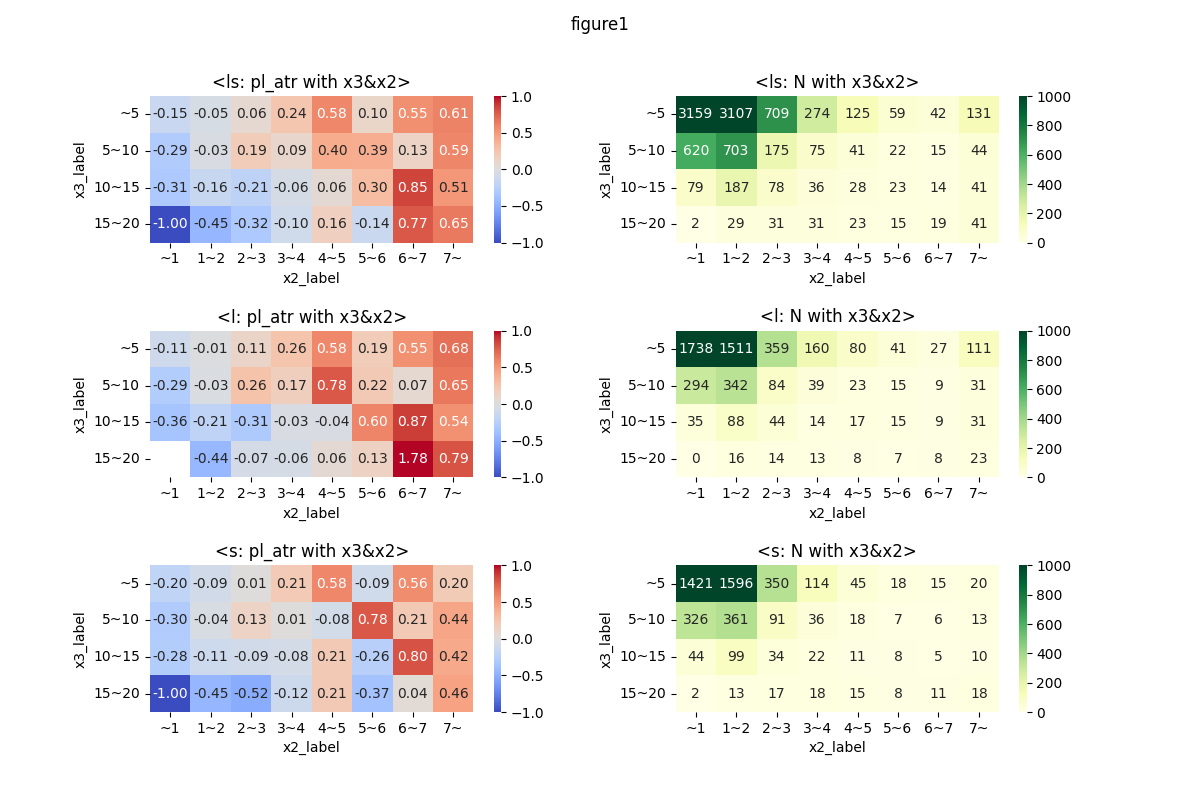 figure1
<ls: pl_atr with x3&x2>
x3_label
~5 -0.15 -0.05 0.06 0.24 0.58 0.10 0.55 0.61
5~10 -0.29 -0.03 0.19 0.09 0.40 0.39 0.13 0.59
10~15 -0.31 -0.16 -0.21 -0.06 0.06 0.30 0.85 0.51
15~20 -1.00 -0.45 -0.32 -0.10 0.16 -0.14 0.77 0.65
~1 1~2 2~3 3~4 4~5 5~6 6~7 7~
x2_label
1.0
0.5
0.0
−0.5
−1.0
<ls: N with x3&x2>
x3_label
~5 3159 3107 709 274 125 59 42 131
5~10 620 703 175 75 41 22 15 44
10~15 79 187 78 36 28 23 14 41
15~20 2 29 31 31 23 15 19 41
~1 1~2 2~3 3~4 4~5 5~6 6~7 7~
x2_label
1000
800
600
400
200
0
<l: pl_atr with x3&x2>
x3_label
~5 -0.11 -0.01 0.11 0.26 0.58 0.19 0.55 0.68
5~10 -0.29 -0.03 0.26 0.17 0.78 0.22 0.07 0.65
10~15 -0.36 -0.21 -0.31 -0.03 -0.04 0.60 0.87 0.54
15~20 -0.44 -0.07 -0.06 0.06 0.13 1.78 0.79
~1 1~2 2~3 3~4 4~5 5~6 6~7 7~
x2_label
1.0
0.5
0.0
−0.5
−1.0
<l: N with x3&x2>
x3_label
~5 1738 1511 359 160 80 41 27 111
5~10 294 342 84 39 23 15 9 31
10~15 35 88 44 14 17 15 9 31
15~20 0 16 14 13 8 7 8 23
~1 1~2 2~3 3~4 4~5 5~6 6~7 7~
x2_label
1000
800
600
400
200
0
<s: pl_atr with x3&x2>
x3_label
~5 -0.20 -0.09 0.01 0.21 0.58 -0.09 0.56 0.20
5~10 -0.30 -0.04 0.13 0.01 -0.08 0.78 0.21 0.44
10~15 -0.28 -0.11 -0.09 -0.08 0.21 -0.26 0.80 0.42
15~20 -1.00 -0.45 -0.52 -0.12 0.21 -0.37 0.04 0.46
~1 1~2 2~3 3~4 4~5 5~6 6~7 7~
x2_label
1.0
0.5
0.0
−0.5
−1.0
<s: N with x3&x2>
x3_label
~5 1421 1596 350 114 45 18 15 20
5~10 326 361 91 36 18 7 6 13
10~15 44 99 34 22 11 8 5 10
15~20 2 13 17 18 15 8 11 18
~1 1~2 2~3 3~4 4~5 5~6 6~7 7~
x2_label
1000
800
600
400
200
0